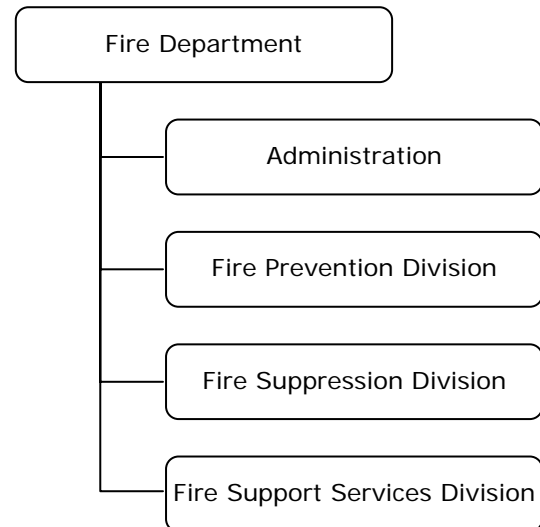 Fire Department
Administration
Fire Prevention Division
Fire Suppression Division
Fire Support Services Division